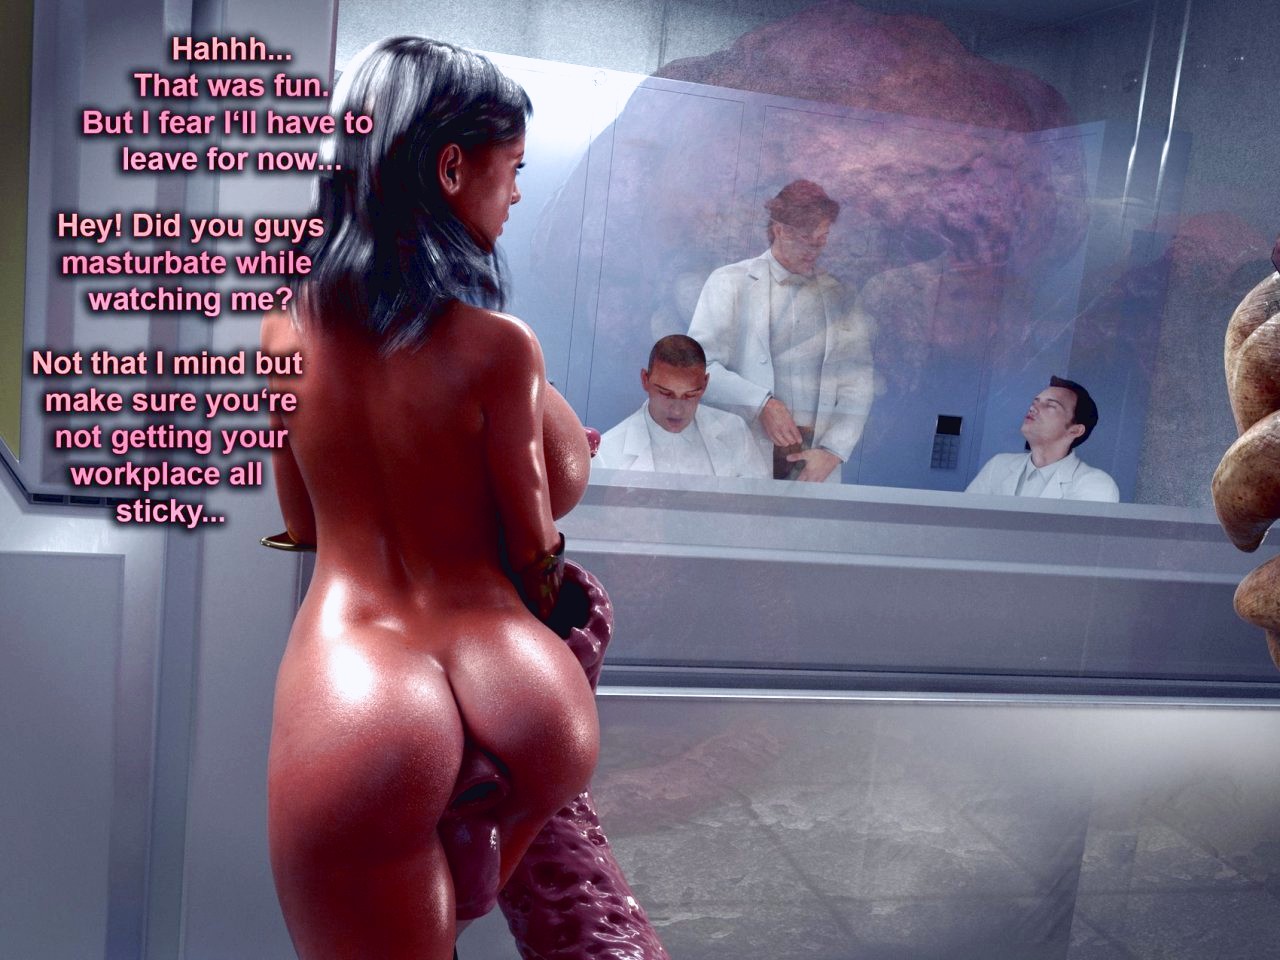 Hahhh...
That was fun.
But I fear I'll have to
leave for now...
Hey! Did you guys
masturbate while
watching me?
Not that I mind but
make sure you're
not getting your
workplace all
sticky...